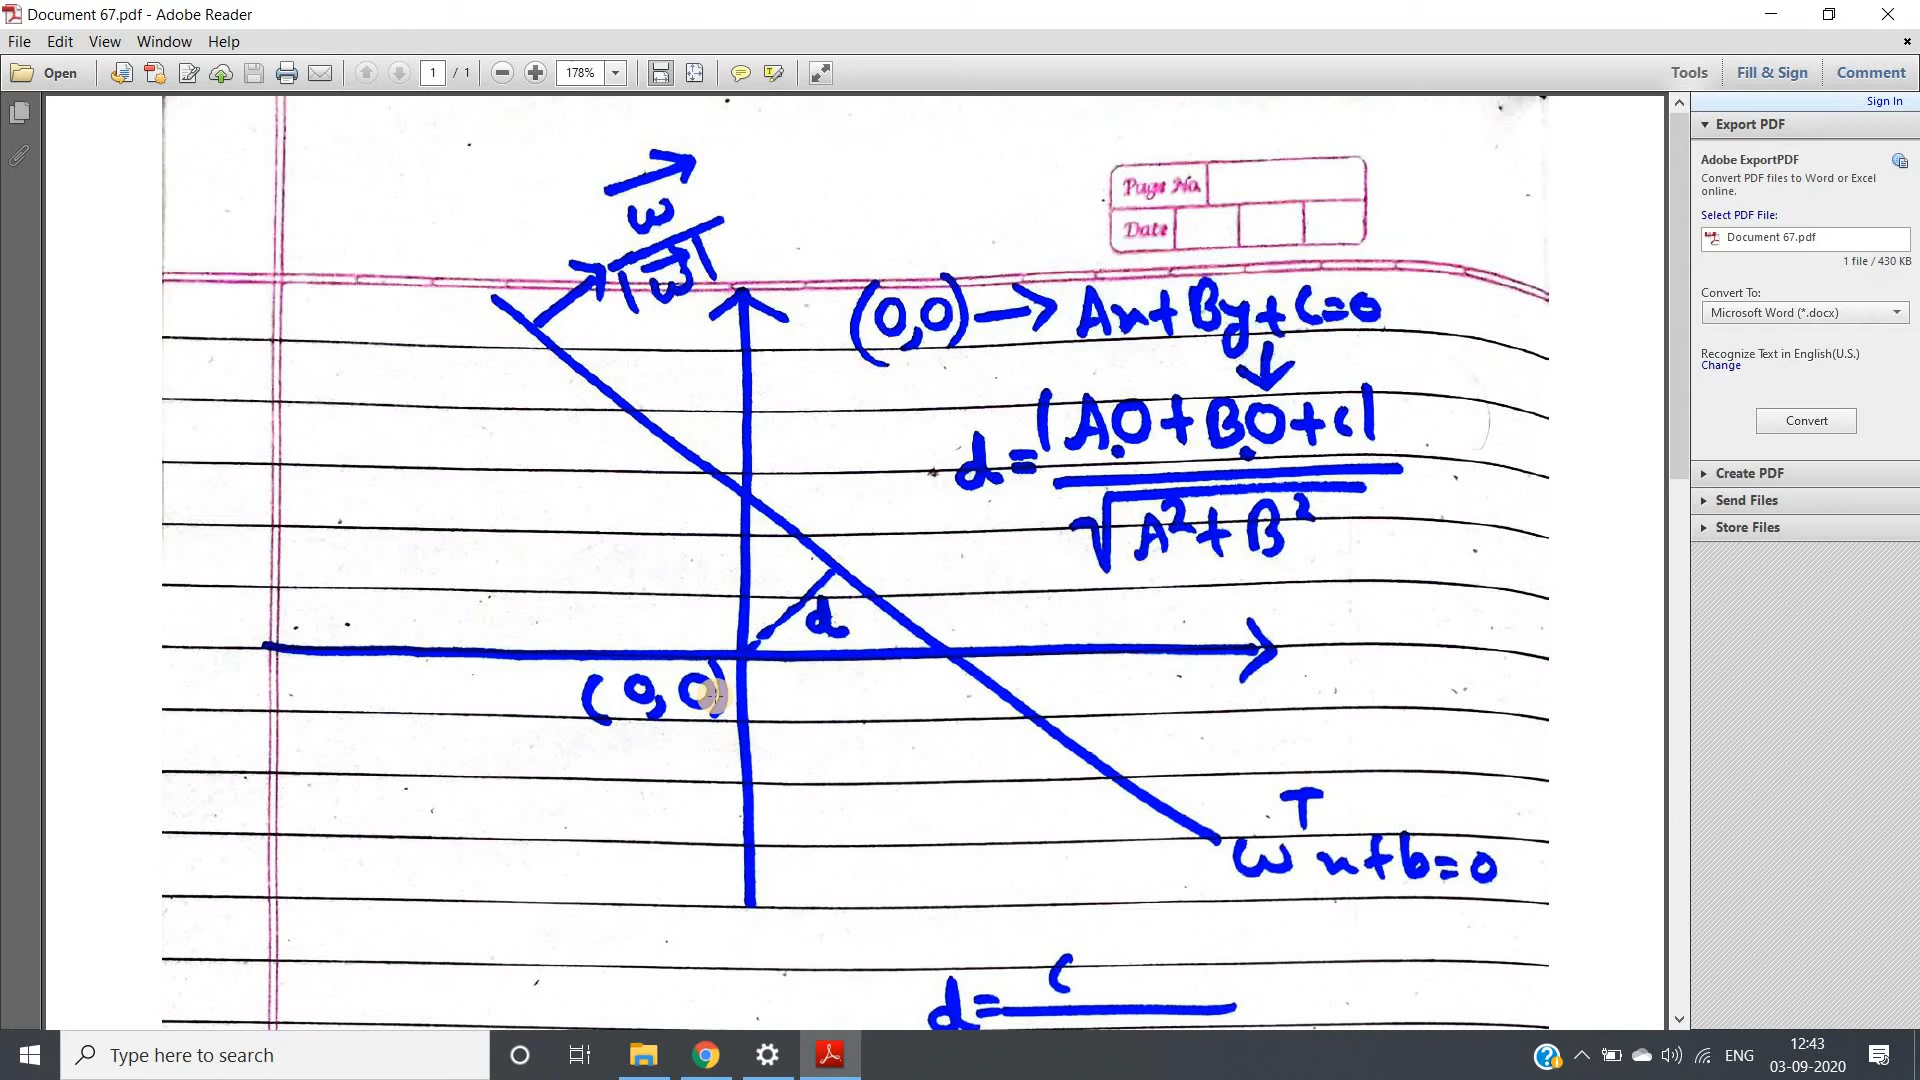 Document 67.pdf - Adobe Reader
File Edit View Window Help
Open 1 / 1 178% Tools Fill & Sign Comment
Sign In
Export PDF
Adobe ExportPDF
Convert PDF files to Word or Excel
online.
Select PDF File:
Document 67.pdf
1 file / 430 KB
Convert To:
Microsoft Word (*.docx)
Recognize Text in English(U.S.)
Change
Convert
Create PDF
Send Files
Store Files
Page No.
Date
w
|w|
(0,0) → Ax+By+C=0
d = |A.0+B.0+C|
√A²+B²
d
(0,0)
wᵀx+b=0
C
d=
Type here to search
ENG
12:43
03-09-2020